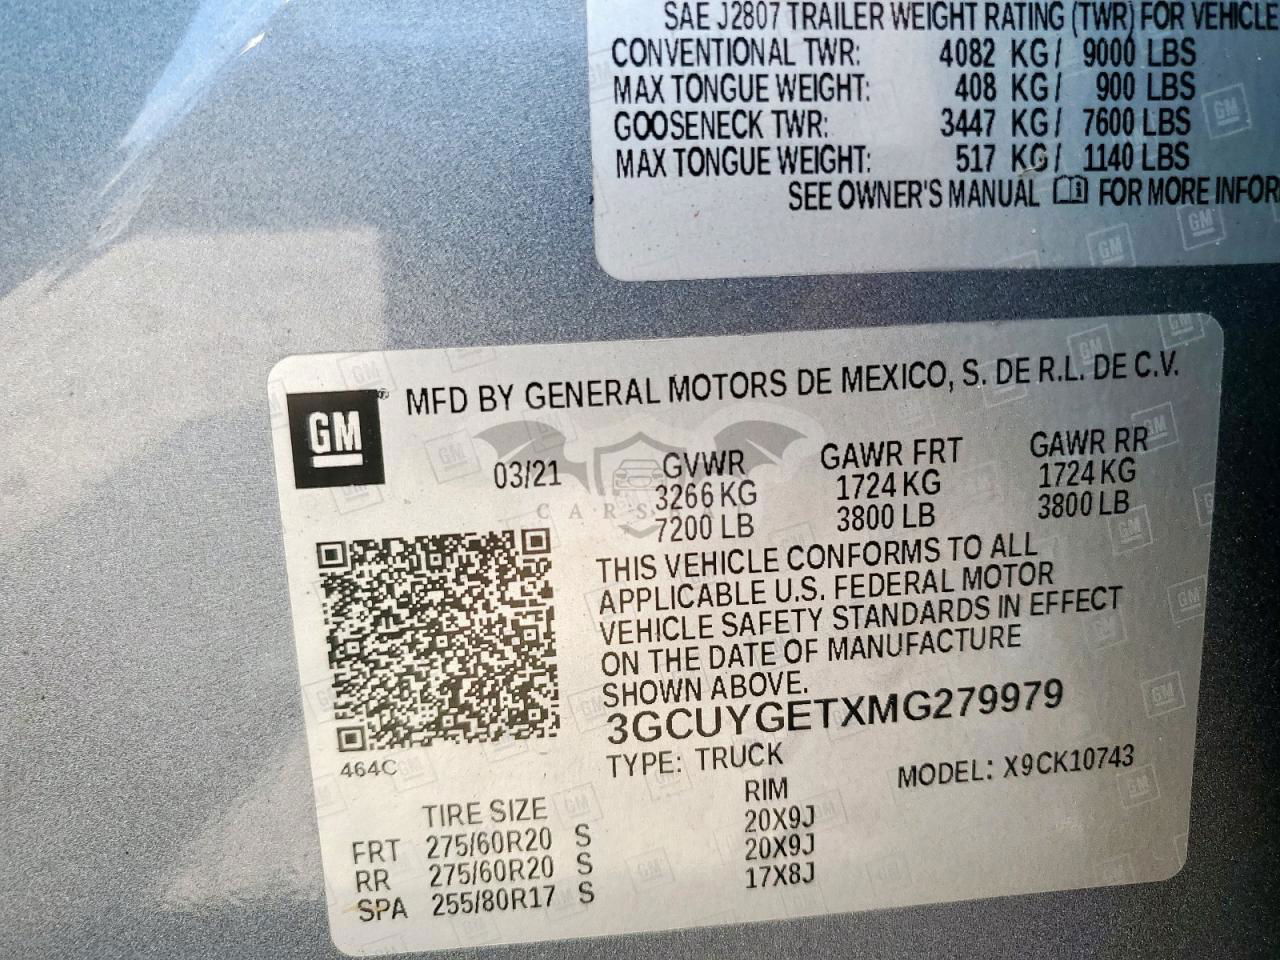 SAE J2807 TRAILER WEIGHT RATING (TWR) FOR VEHICLE
CONVENTIONAL TWR: 4082 KG/ 9000 LBS
MAX TONGUE WEIGHT: 408 KG/ 900 LBS
GOOSENECK TWR: 3447 KG/ 7600 LBS
MAX TONGUE WEIGHT: 517 KG/ 1140 LBS
SEE OWNER'S MANUAL FOR MORE INFOR
GM
MFD BY GENERAL MOTORS DE MEXICO, S. DE R.L. DE C.V.
03/21 GVWR GAWR FRT GAWR RR
3266 KG 1724 KG 1724 KG
7200 LB 3800 LB 3800 LB
THIS VEHICLE CONFORMS TO ALL
APPLICABLE U.S. FEDERAL MOTOR
VEHICLE SAFETY STANDARDS IN EFFECT
ON THE DATE OF MANUFACTURE
SHOWN ABOVE.
3GCUYGETXMG279979
TYPE: TRUCK MODEL: X9CK10743
464C
TIRE SIZE RIM
FRT 275/60R20 S 20X9J
RR 275/60R20 S 20X9J
SPA 255/80R17 S 17X8J